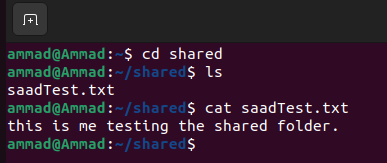 ammad@Ammad:~$ cd shared
ammad@Ammad:~/shared$ ls
saadTest.txt
ammad@Ammad:~/shared$ cat saadTest.txt
this is me testing the shared folder.
ammad@Ammad:~/shared$